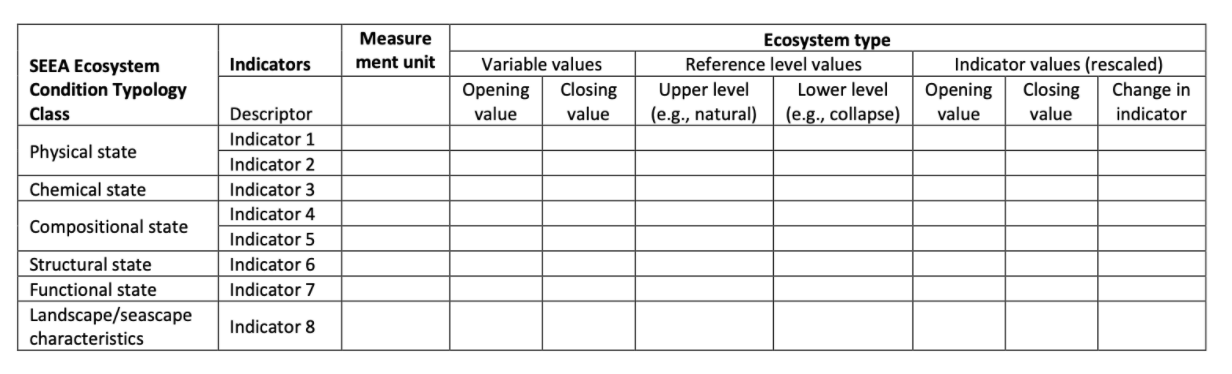 SEEA Ecosystem
Condition Typology
Class
Indicators
Measure
ment unit
Ecosystem type
Variable values
Reference level values
Indicator values (rescaled)
Descriptor
Opening
value
Closing
value
Upper level
(e.g., natural)
Lower level
(e.g., collapse)
Opening
value
Closing
value
Change in
indicator
Physical state
Indicator 1
Indicator 2
Chemical state
Indicator 3
Compositional state
Indicator 4
Indicator 5
Structural state
Indicator 6
Functional state
Indicator 7
Landscape/seascape
characteristics
Indicator 8